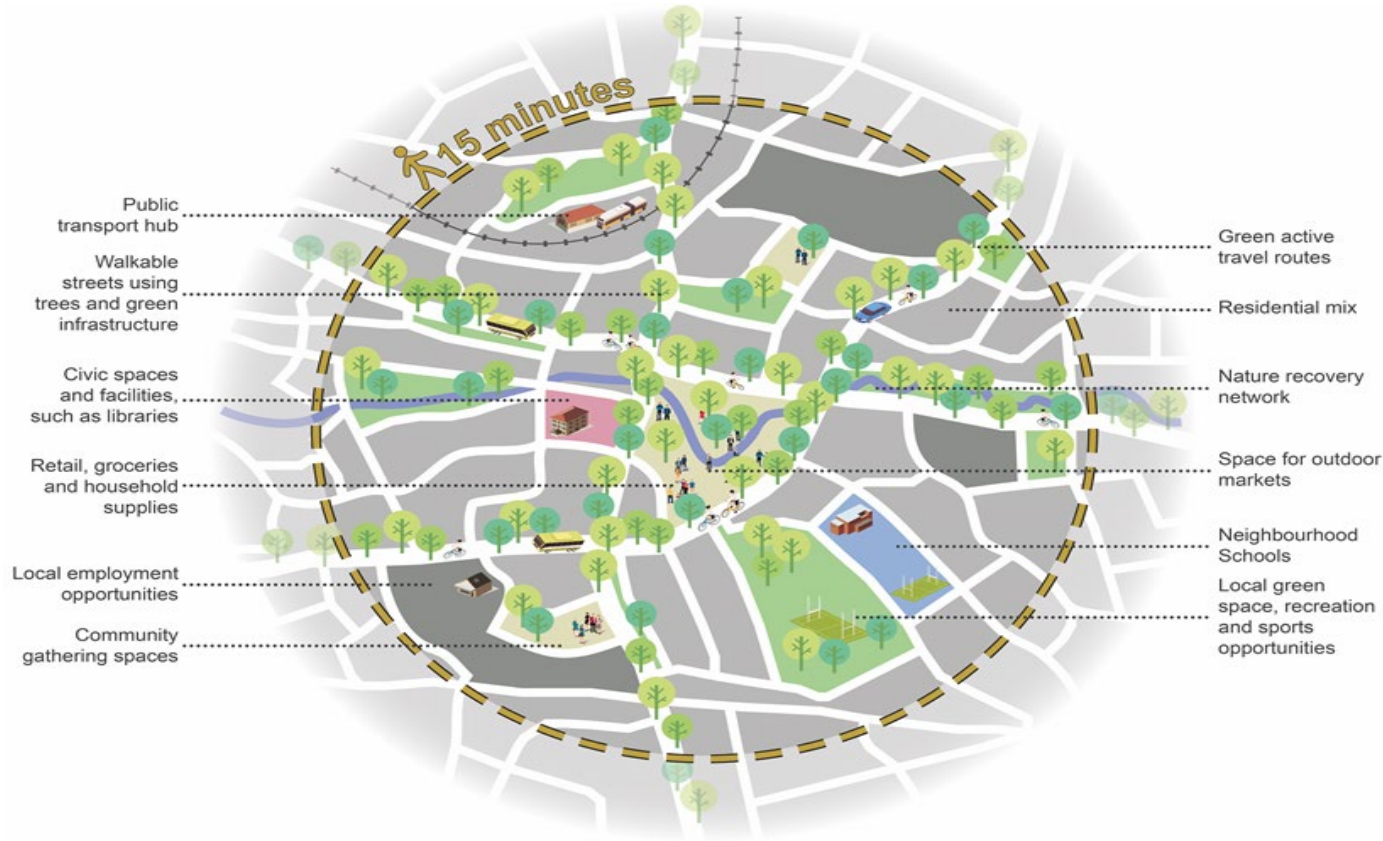 15 minutes
Public
transport hub
Walkable
streets using
trees and green
infrastructure
Civic spaces
and facilities,
such as libraries
Retail, groceries
and household
supplies
Local employment
opportunities
Community
gathering spaces
Green active
travel routes
Residential mix
Nature recovery
network
Space for outdoor
markets
Neighbourhood
Schools
Local green
space, recreation
and sports
opportunities